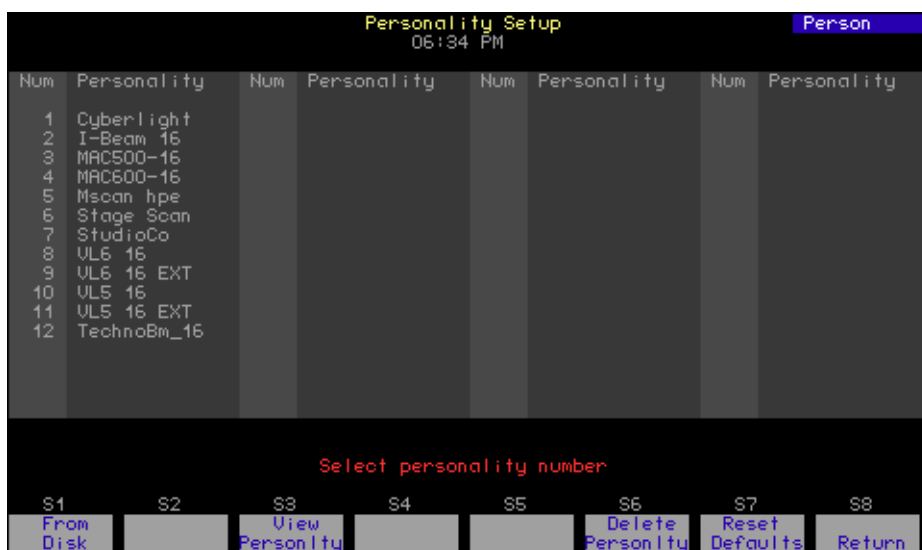 Personality Setup
Person
06:34 PM
Num Personality Num Personality Num Personality Num Personality
1 Cyberlight
2 I-Beam 16
3 MAC500-16
4 MAC600-16
5 Mscan hpe
6 Stage Scan
7 StudioCo
8 VL6 16
9 VL6 16 EXT
10 VL5 16
11 VL5 16 EXT
12 TechnoBm_16
Select personality number
S1 S2 S3 S4 S5 S6 S7 S8
From View Delete Reset
Disk Personlty Personlty Defaults Return